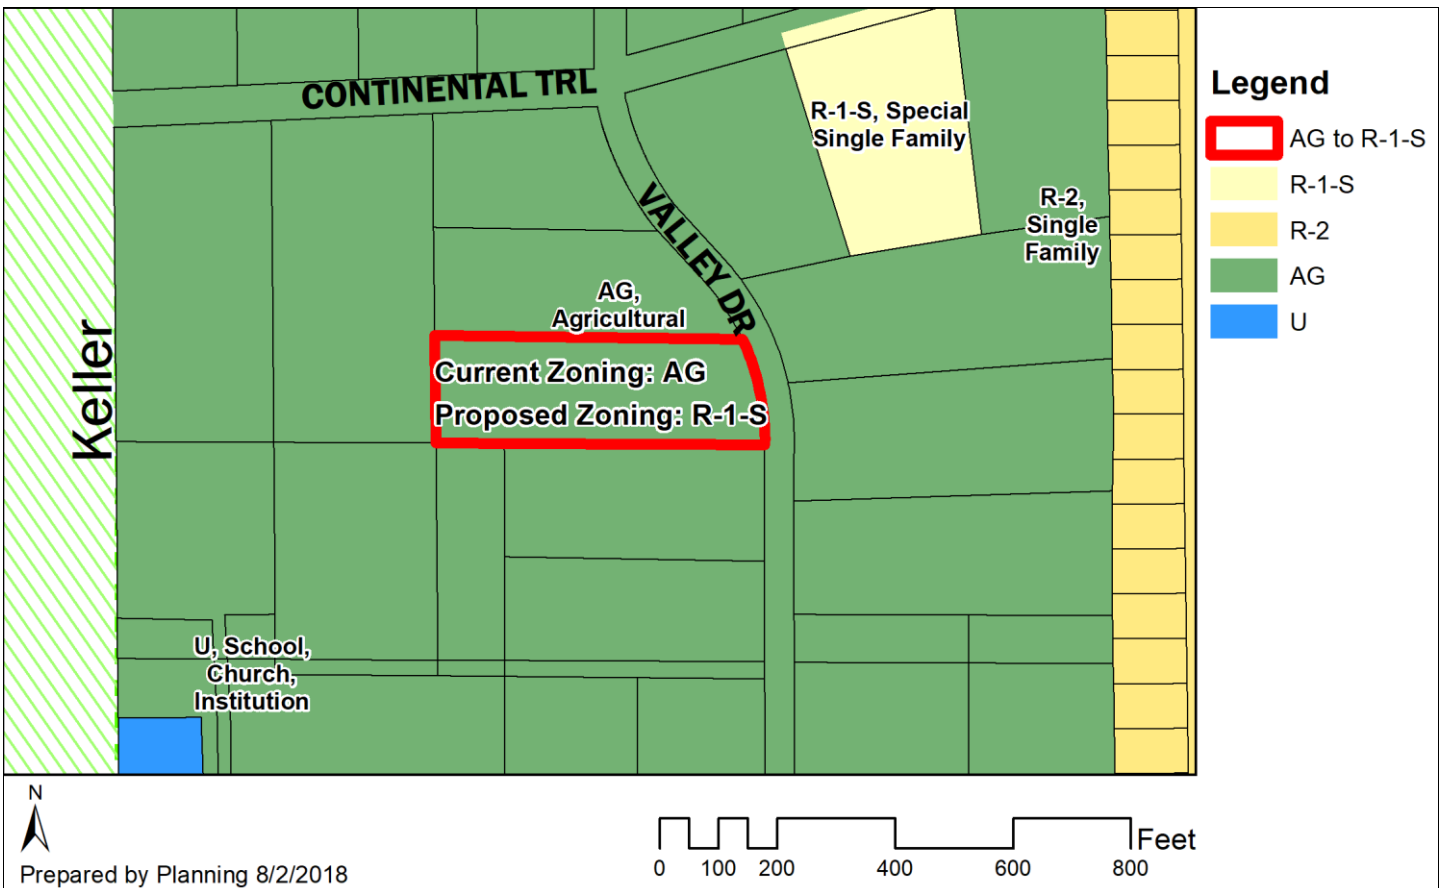 CONTINENTAL TRL
R-1-S, Special
Single Family
VALLEY DR
R-2,
Single
Family
AG,
Agricultural
Current Zoning: AG
Proposed Zoning: R-1-S
Keller
U, School,
Church,
Institution
Legend
AG to R-1-S
R-1-S
R-2
AG
U
N
Prepared by Planning 8/2/2018
0 100 200 400 600 800
Feet